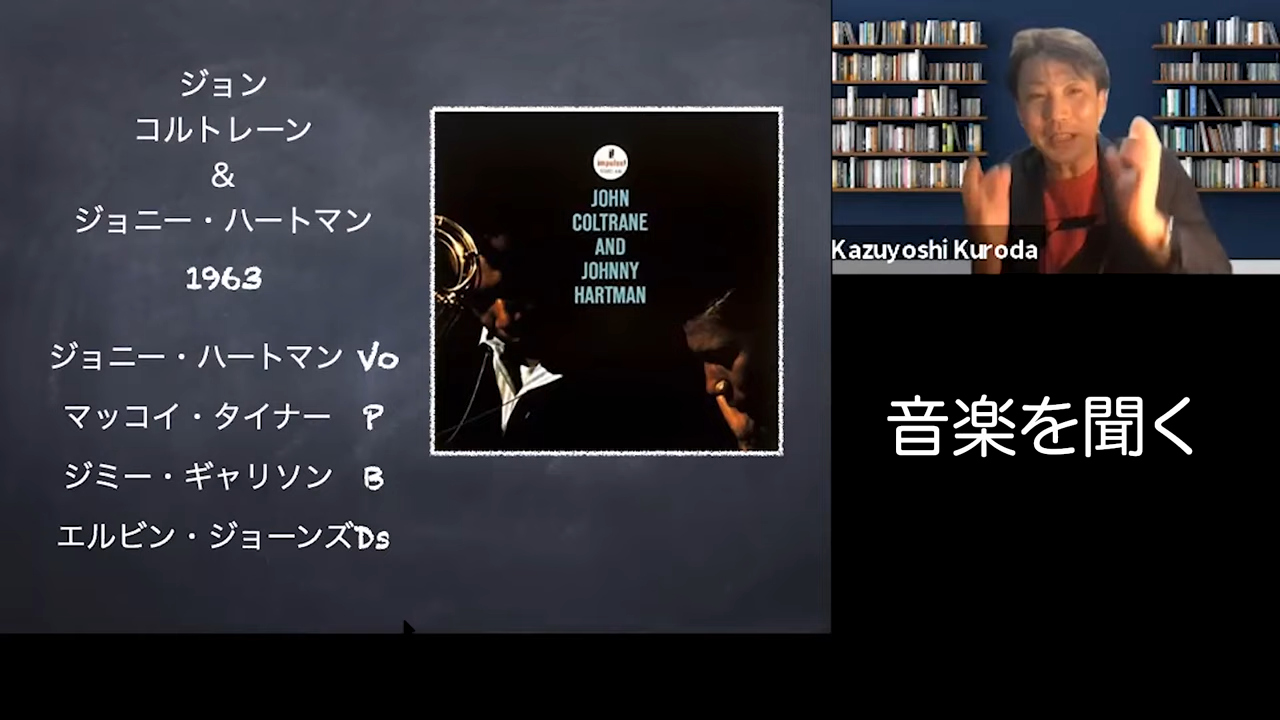 ジョン
コルトレーン
&
ジョニー・ハートマン
1963
ジョニー・ハートマン Vo
マッコイ・タイナー P
ジミー・ギャリソン B
エルビン・ジョーンズDs
impulse!
JOHN
COLTRANE
AND
JOHNNY
HARTMAN
Kazuyoshi Kuroda
音楽を聞く